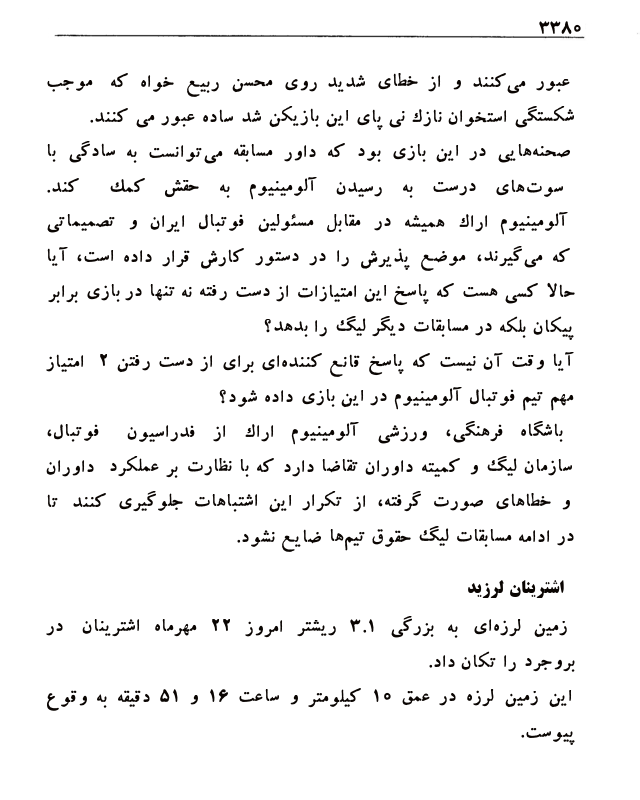 ۳۳۸۰
عبور می‌کنند و از خطای شدید روی محسن ربیع خواه که موجب
شکستگی استخوان نازك نی پای این بازیکن شد ساده عبور می کنند.
صحنه‌هایی در این بازی بود که داور مسابقه می‌توانست به سادگی با
سوت‌های درست به رسیدن آلومینیوم به حقش کمك کند.
آلومینیوم اراك همیشه در مقابل مسئولین فوتبال ایران و تصمیماتی
که می‌گیرند، موضع پذیرش را در دستور کارش قرار داده است، آیا
حالا کسی هست که پاسخ این امتیازات از دست رفته نه تنها در بازی برابر
پیکان بلکه در مسابقات دیگر لیگ را بدهد؟
آیا وقت آن نیست که پاسخ قانع کننده‌ای برای از دست رفتن ۲ امتیاز
مهم تیم فوتبال آلومینیوم در این بازی داده شود؟
باشگاه فرهنگی، ورزشی آلومینیوم اراك از فدراسیون فوتبال،
سازمان لیگ و کمیته داوران تقاضا دارد که با نظارت بر عملکرد داوران
و خطاهای صورت گرفته، از تکرار این اشتباهات جلوگیری کنند تا
در ادامه مسابقات لیگ حقوق تیم‌ها ضایع نشود.
اشترینان لرزید
زمین لرزه‌ای به بزرگی ۳.۱ ریشتر امروز ۲۲ مهرماه اشترینان در
بروجرد را تکان داد.
این زمین لرزه در عمق ۱۰ کیلومتر و ساعت ۱۶ و ۵۱ دقیقه به وقوع
پیوست.